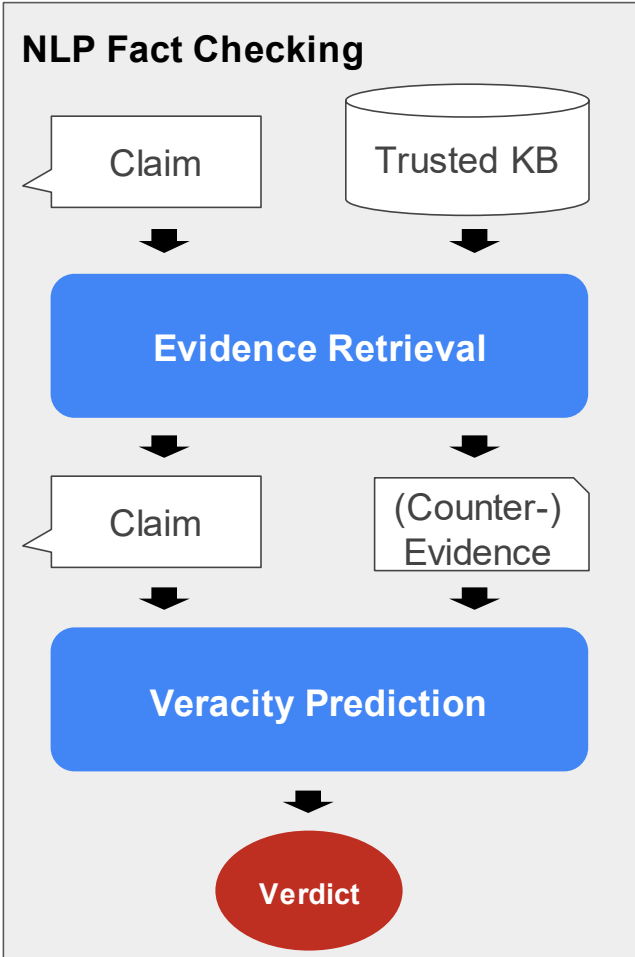 NLP Fact Checking
Claim
Trusted KB
Evidence Retrieval
Claim
(Counter-)
Evidence
Veracity Prediction
Verdict